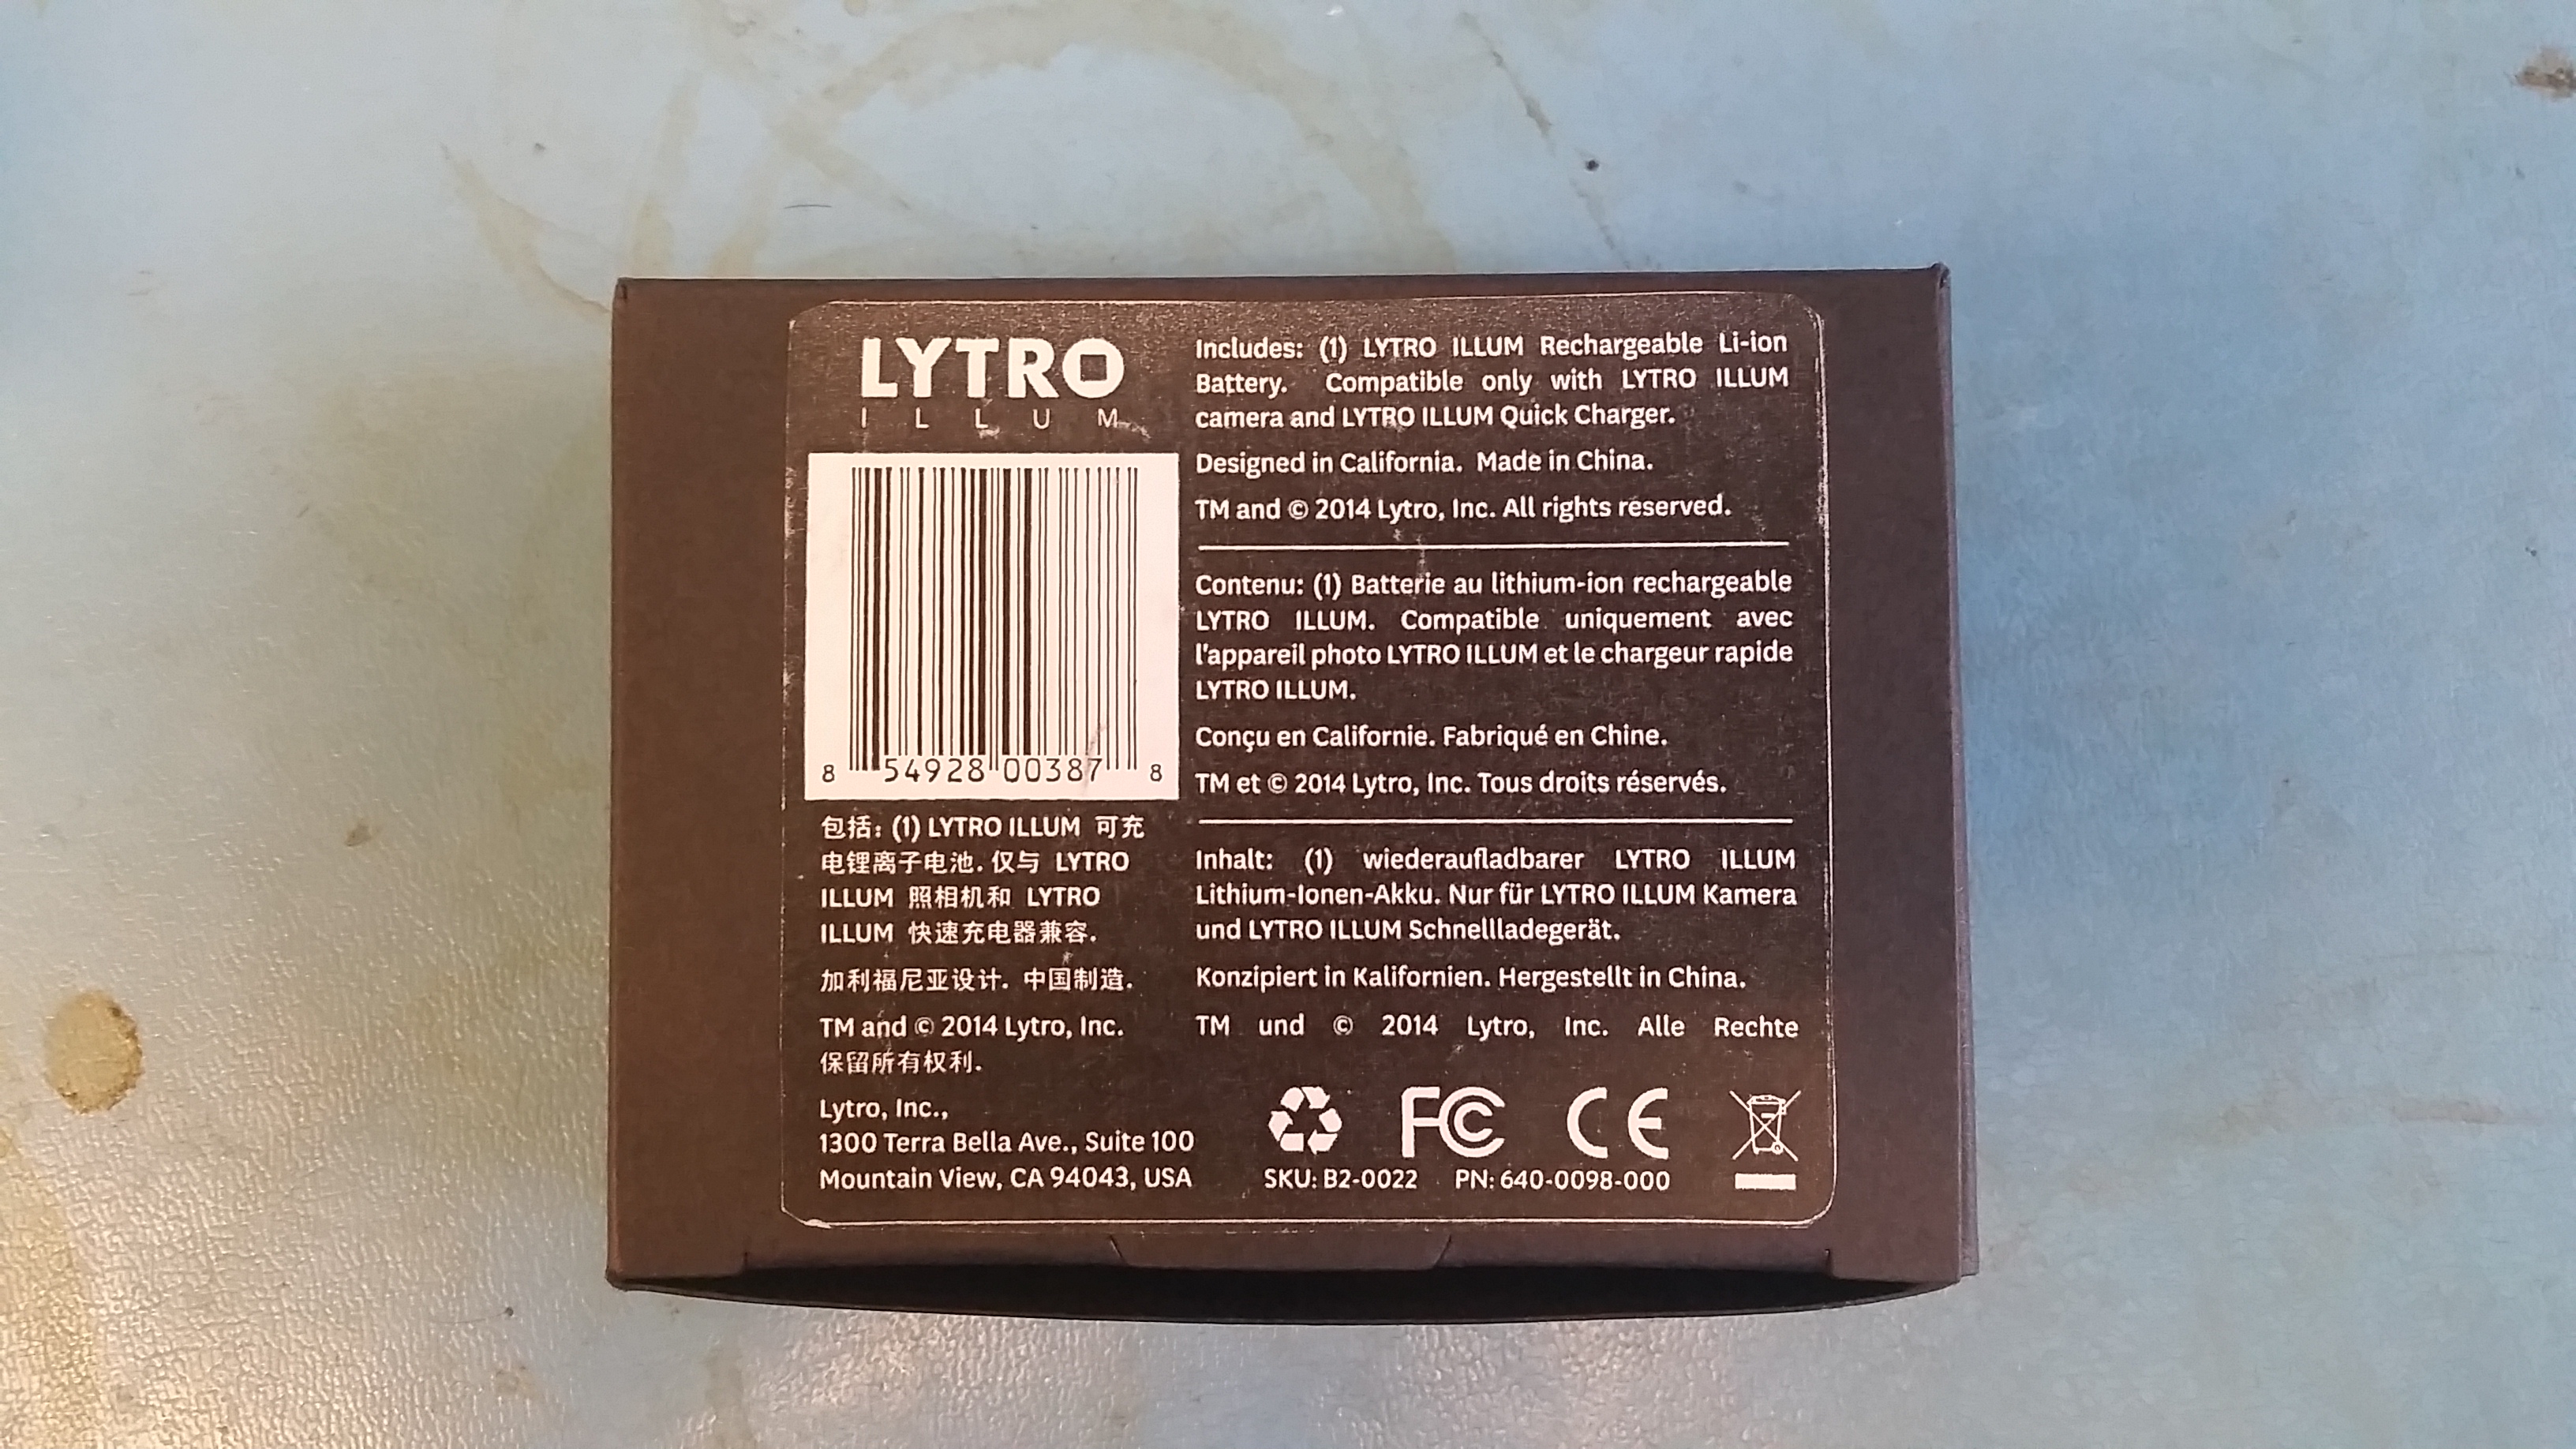 LYTRO
ILLUM
8 54928 00387 8
包括: (1) LYTRO ILLUM 可充
电锂离子电池. 仅与 LYTRO
ILLUM 照相机和 LYTRO
ILLUM 快速充电器兼容.
加利福尼亚设计. 中国制造.
TM and © 2014 Lytro, Inc.
保留所有权利.
Lytro, Inc.,
1300 Terra Bella Ave., Suite 100
Mountain View, CA 94043, USA
Includes: (1) LYTRO ILLUM Rechargeable Li-ion
Battery. Compatible only with LYTRO ILLUM
camera and LYTRO ILLUM Quick Charger.
Designed in California. Made in China.
TM and © 2014 Lytro, Inc. All rights reserved.
Contenu: (1) Batterie au lithium-ion rechargeable
LYTRO ILLUM. Compatible uniquement avec
l'appareil photo LYTRO ILLUM et le chargeur rapide
LYTRO ILLUM.
Conçu en Californie. Fabriqué en Chine.
TM et © 2014 Lytro, Inc. Tous droits réservés.
Inhalt: (1) wiederaufladbarer LYTRO ILLUM
Lithium-Ionen-Akku. Nur für LYTRO ILLUM Kamera
und LYTRO ILLUM Schnellladegerät.
Konzipiert in Kalifornien. Hergestellt in China.
TM und © 2014 Lytro, Inc. Alle Rechte
FC CE
SKU: B2-0022 PN: 640-0098-000